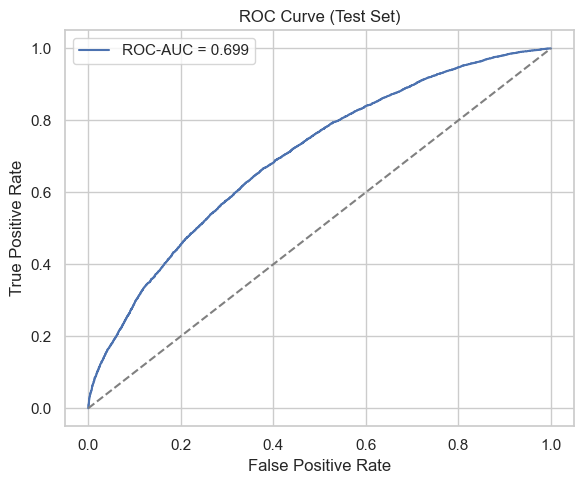 ROC Curve (Test Set)
ROC-AUC = 0.699
True Positive Rate
1.0
0.8
0.6
0.4
0.2
0.0
0.0 0.2 0.4 0.6 0.8 1.0
False Positive Rate